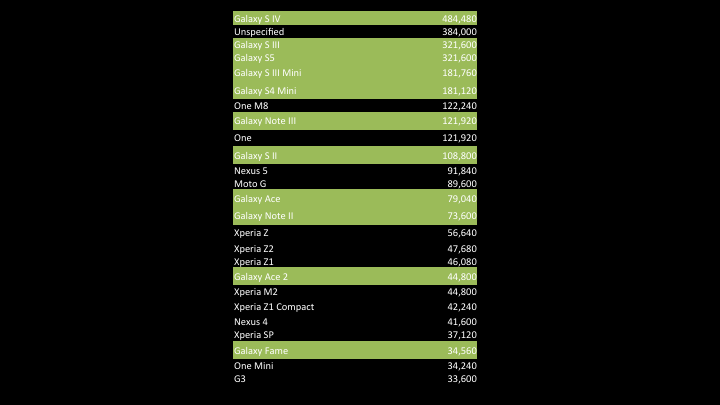 Galaxy S IV 484,480
Unspecified 384,000
Galaxy S III 321,600
Galaxy S5 321,600
Galaxy S III Mini 181,760
Galaxy S4 Mini 181,120
One M8 122,240
Galaxy Note III 121,920
One 121,920
Galaxy S II 108,800
Nexus 5 91,840
Moto G 89,600
Galaxy Ace 79,040
Galaxy Note II 73,600
Xperia Z 56,640
Xperia Z2 47,680
Xperia Z1 46,080
Galaxy Ace 2 44,800
Xperia M2 44,800
Xperia Z1 Compact 42,240
Nexus 4 41,600
Xperia SP 37,120
Galaxy Fame 34,560
One Mini 34,240
G3 33,600